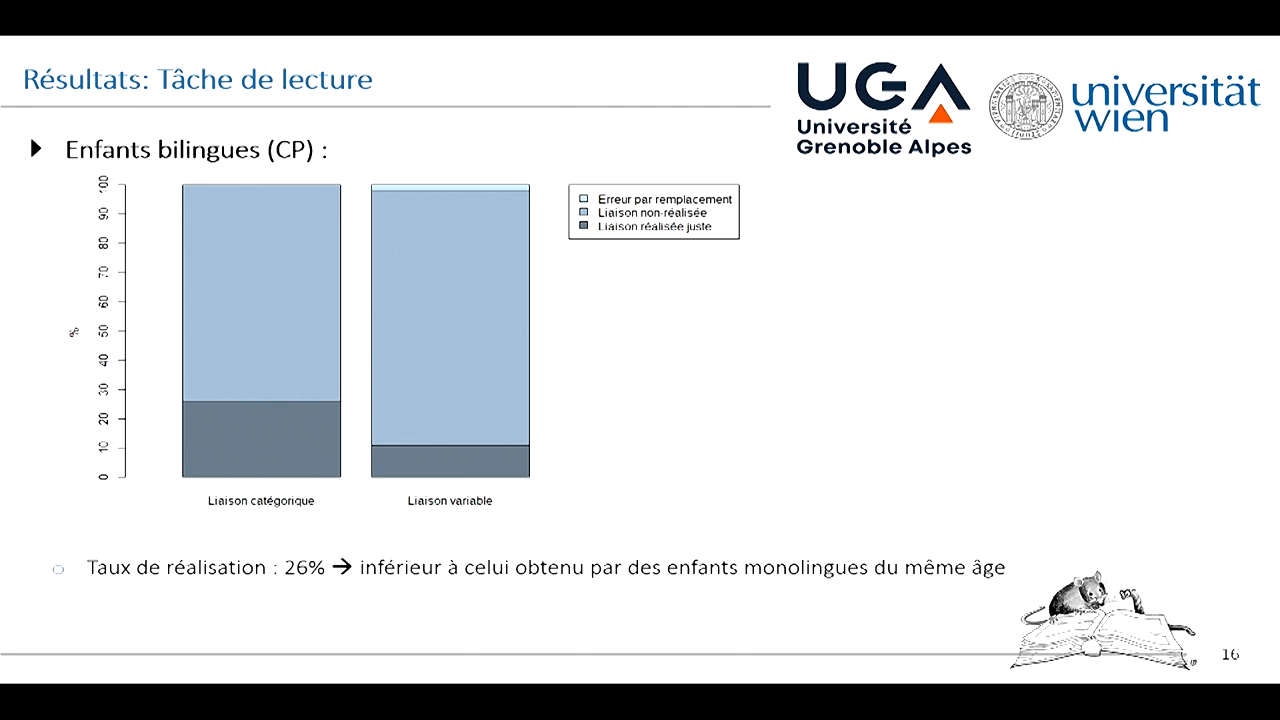 Résultats: Tâche de lecture
UGA
Université
Grenoble Alpes
universität
wien
Enfants bilingues (CP) :
100
90
80
70
60
50
40
30
20
10
0
%
Erreur par remplacement
Liaison non-réalisée
Liaison réalisée juste
Liaison catégorique
Liaison variable
Taux de réalisation : 26% → inférieur à celui obtenu par des enfants monolingues du même âge
16